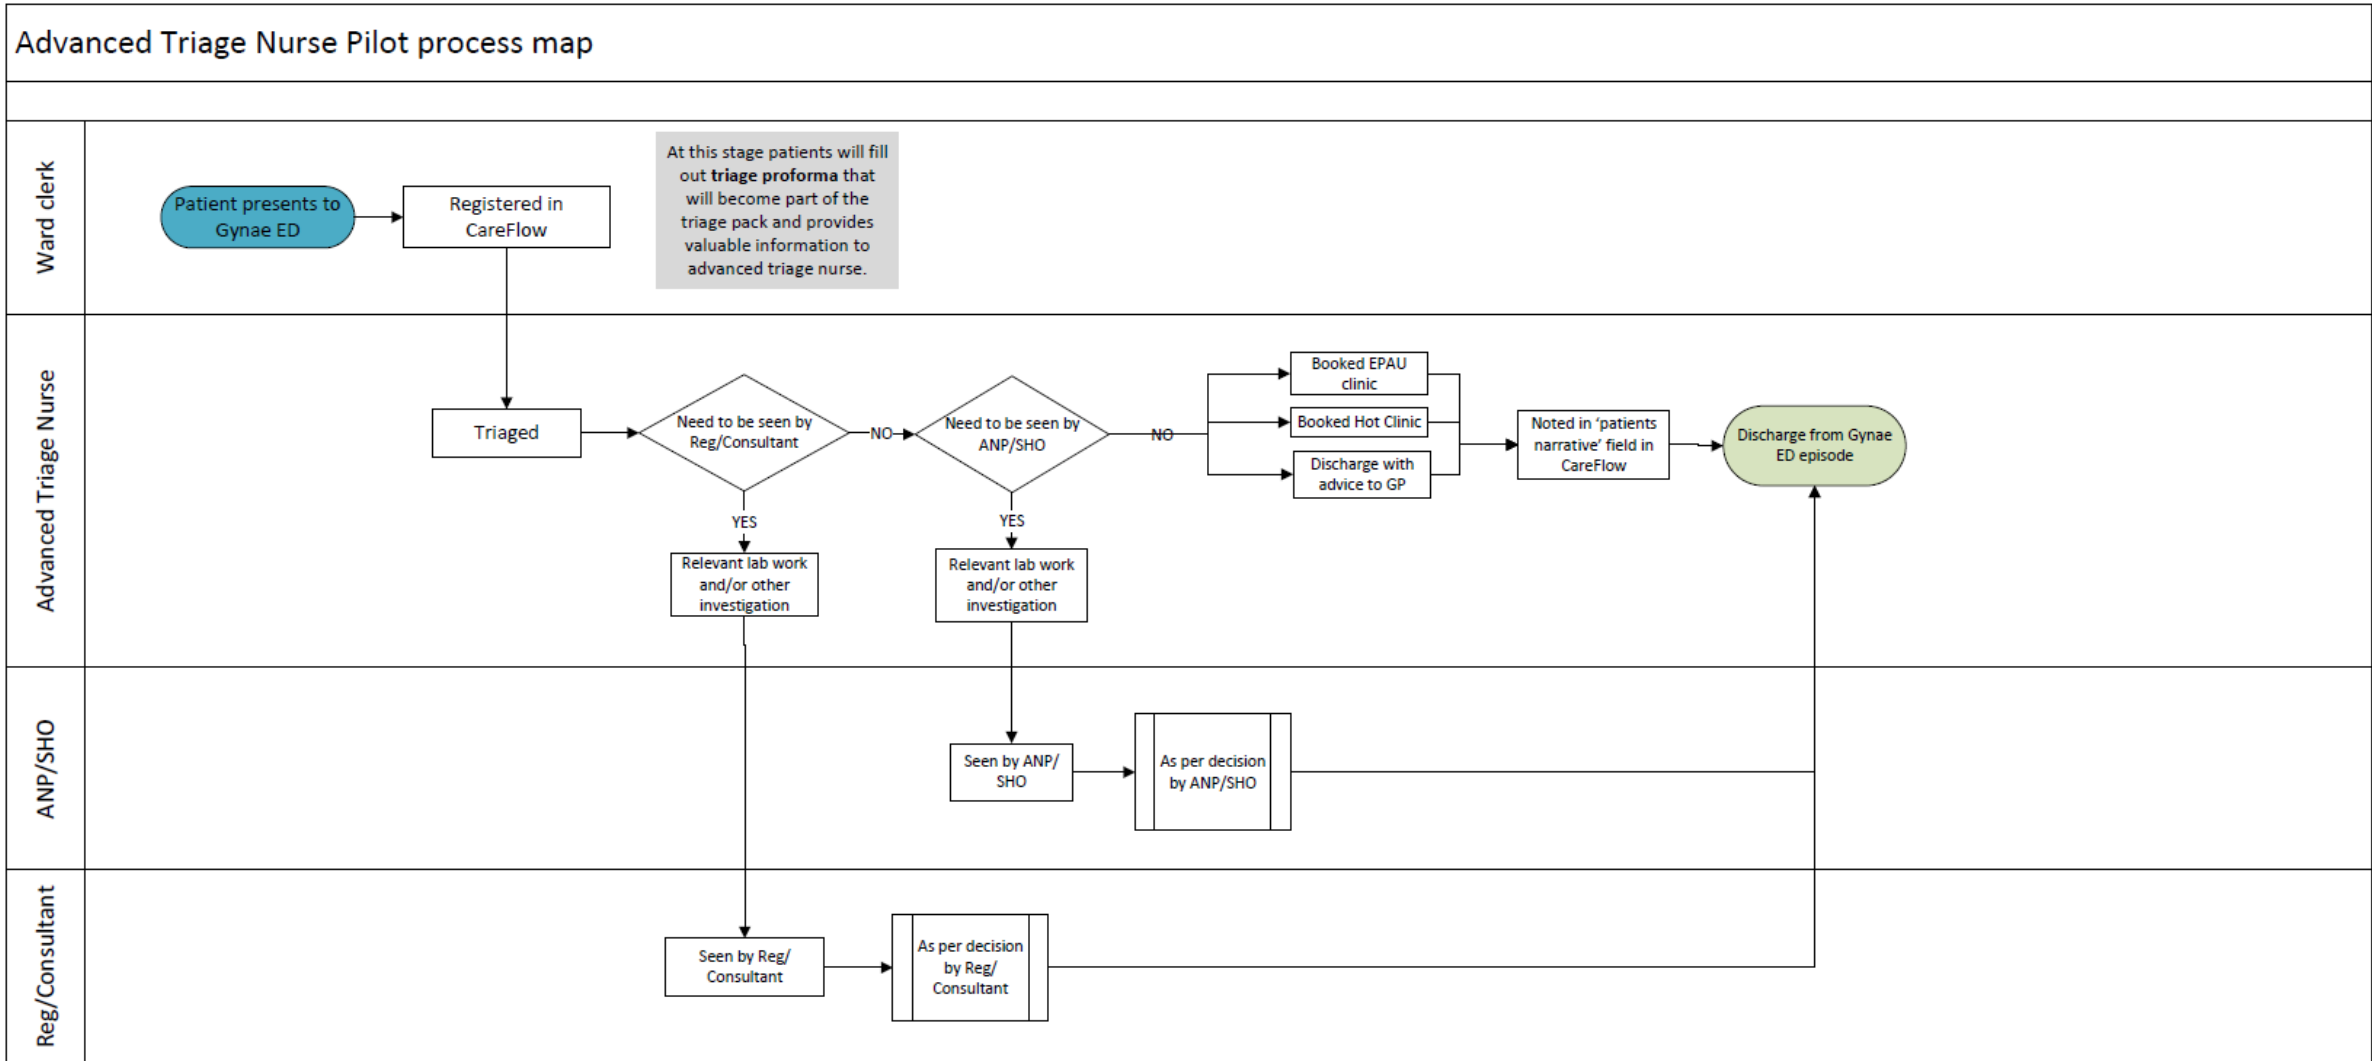 Advanced Triage Nurse Pilot process map
Ward clerk
Patient presents to
Gynae ED
Registered in
CareFlow
At this stage patients will fill
out triage proforma that
will become part of the
triage pack and provides
valuable information to
advanced triage nurse.
Advanced Triage Nurse
Triaged
Need to be seen by
Reg/Consultant
NO
Need to be seen by
ANP/SHO
NO
Booked EPAU
clinic
Booked Hot Clinic
Discharge with
advice to GP
Noted in ‘patients
narrative’ field in
CareFlow
Discharge from Gynae
ED episode
YES
Relevant lab work
and/or other
investigation
YES
Relevant lab work
and/or other
investigation
ANP/SHO
Seen by ANP/
SHO
As per decision
by ANP/SHO
Reg/Consultant
Seen by Reg/
Consultant
As per decision
by Reg/
Consultant